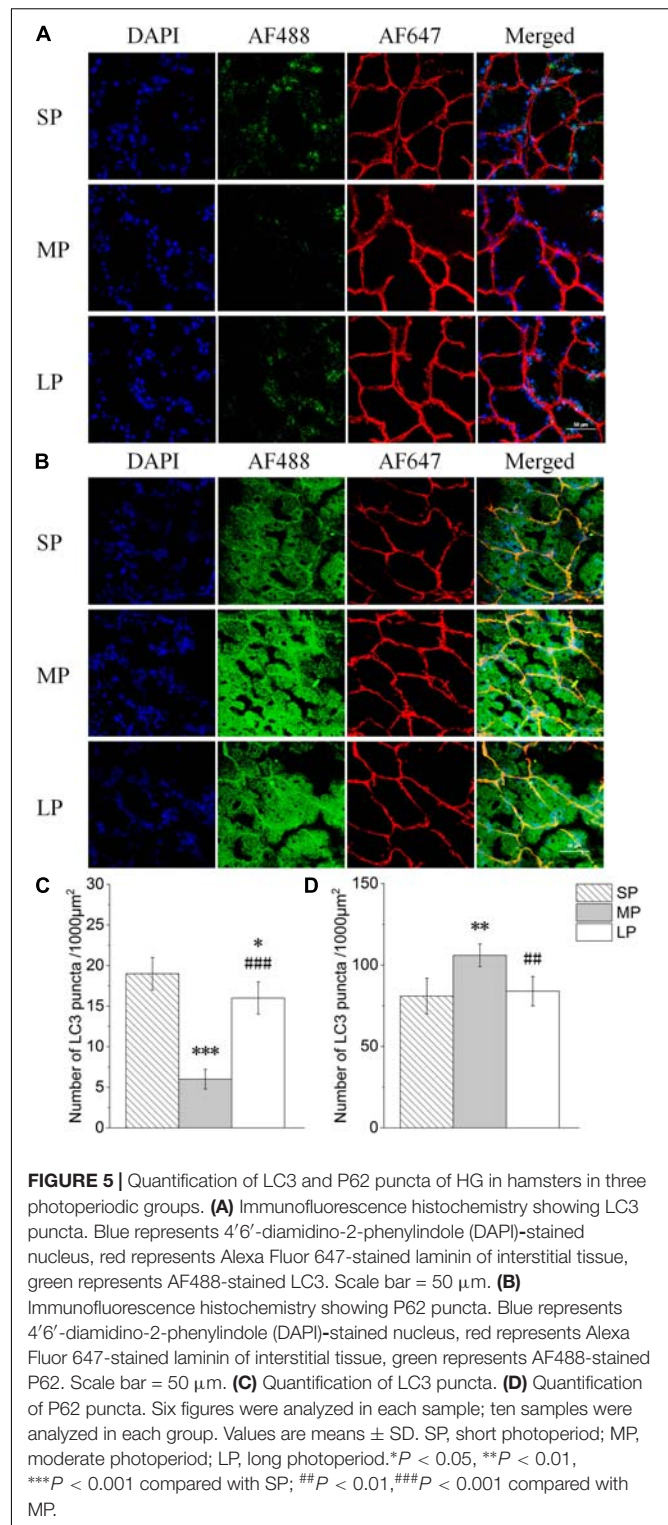 A
DAPI AF488 AF647 Merged
SP
MP
LP
50 μm
B
DAPI AF488 AF647 Merged
SP
MP
LP
50 μm
C
Number of LC3 puncta /1000μm²
30
25
20
15
10
5
0
***
*
###
D
Number of LC3 puncta /1000μm²
150
100
75
50
25
0
**
##
SP
MP
LP
FIGURE 5 | Quantification of LC3 and P62 puncta of HG in hamsters in three
photoperiodic groups. (A) Immunofluorescence histochemistry showing LC3
puncta. Blue represents 4′6′-diamidino-2-phenylindole (DAPI)-stained
nucleus, red represents Alexa Fluor 647-stained laminin of interstitial tissue,
green represents AF488-stained LC3. Scale bar = 50 μm. (B)
Immunofluorescence histochemistry showing P62 puncta. Blue represents
4′6′-diamidino-2-phenylindole (DAPI)-stained nucleus, red represents Alexa
Fluor 647-stained laminin of interstitial tissue, green represents AF488-stained
P62. Scale bar = 50 μm. (C) Quantification of LC3 puncta. (D) Quantification
of P62 puncta. Six figures were analyzed in each sample; ten samples were
analyzed in each group. Values are means ± SD. SP, short photoperiod; MP,
moderate photoperiod; LP, long photoperiod.*P < 0.05, **P < 0.01,
***P < 0.001 compared with SP; ##P < 0.01,###P < 0.001 compared with
MP.